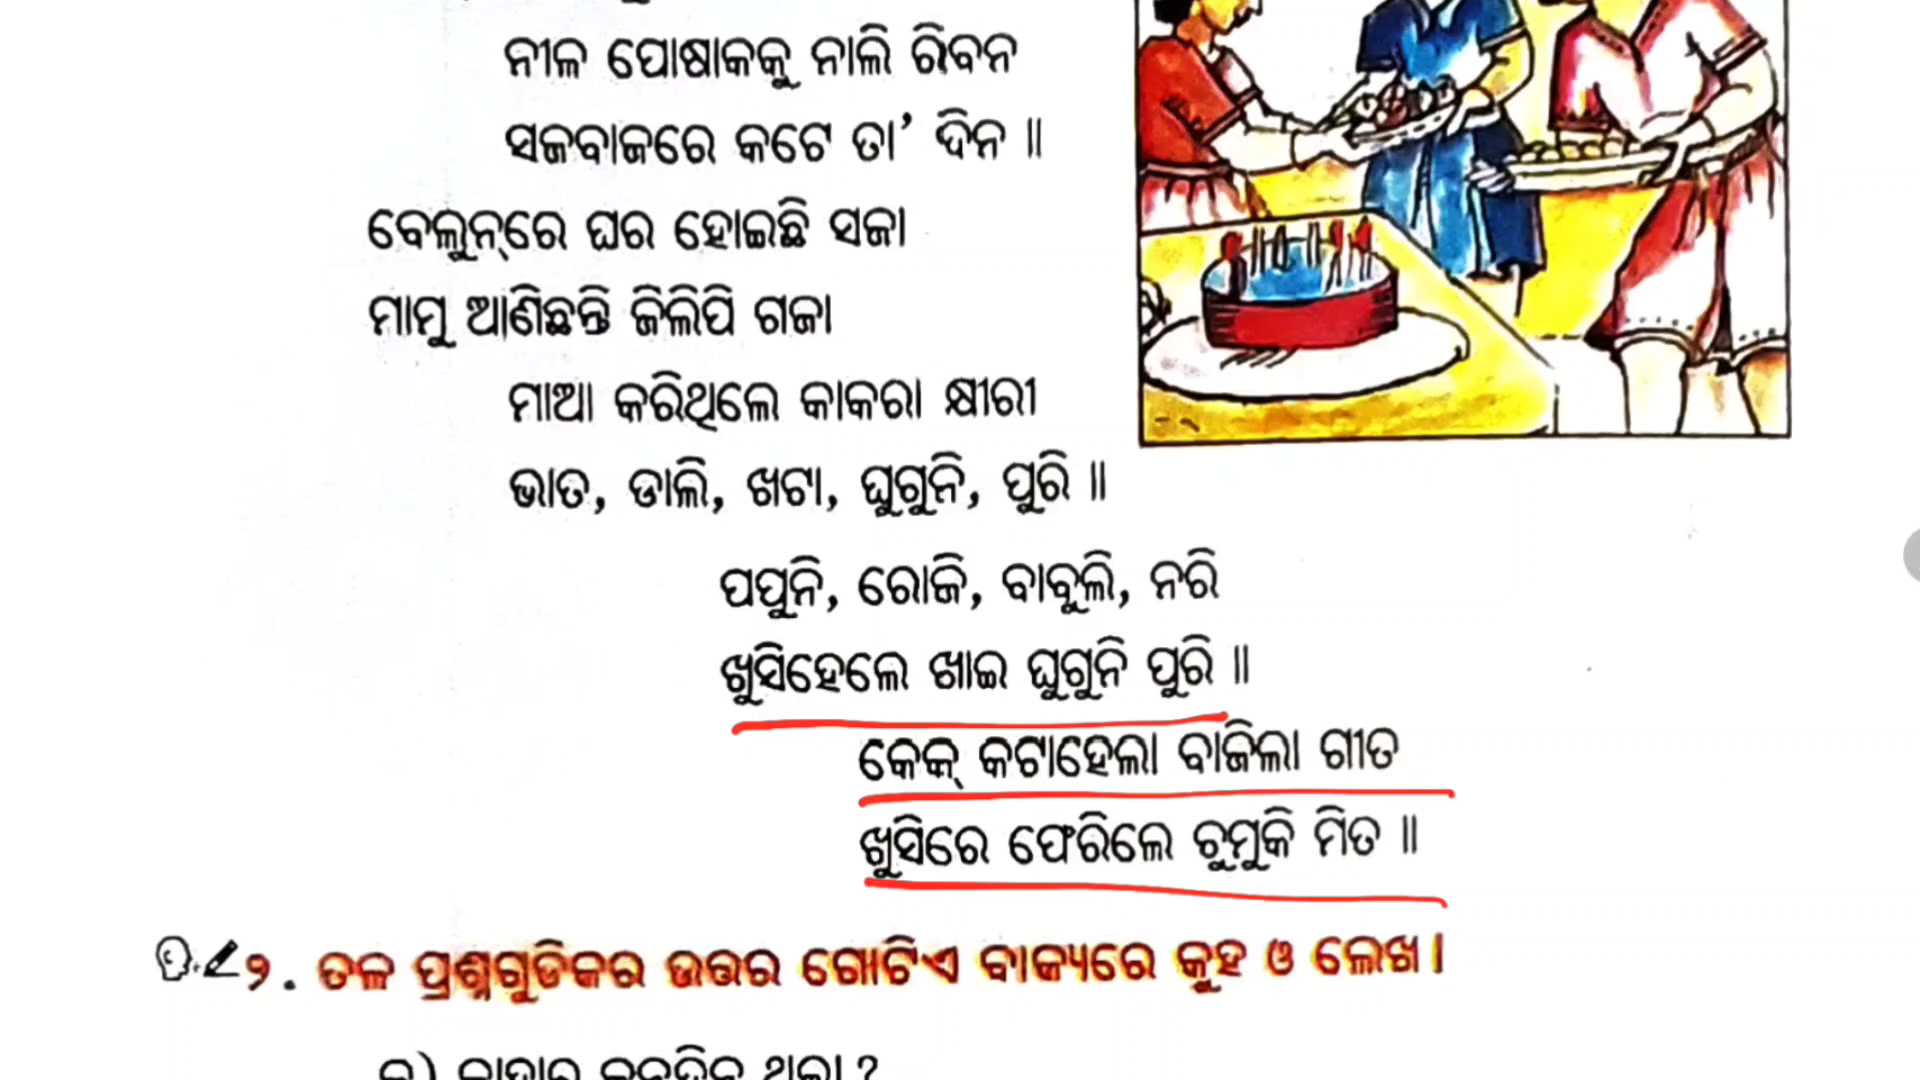 ନୀଳ ପୋଷାକକୁ ନାଲି ରିବନ
ସଜବାଜରେ କଟେ ତା' ଦିନ ॥
ବେଲୁନ୍‌ରେ ଘର ହୋଇଛି ସଜା
ମାମୁ ଆଣିଛନ୍ତି ଜିଲିପି ଗଜା
ମାଆ କରିଥିଲେ କାକରା କ୍ଷୀରୀ
ଭାତ, ଡାଲି, ଖଟା, ଘୁଗୁନି, ପୁରି ॥
ପପୁନି, ରୋଜି, ବାବୁଲି, ନରି
ଖୁସିହେଲେ ଖାଇ ଘୁଗୁନି ପୁରି ॥
କେକ୍ କଟାହେଲା ବାଜିଲା ଗୀତ
ଖୁସିରେ ଫେରିଲେ ଚୁମୁକି ମିତ ॥
୨. ତଳ ପ୍ରଶ୍ନଗୁଡିକର ଉତ୍ତର ଗୋଟିଏ ବାକ୍ୟରେ କୁହ ଓ ଲେଖ।